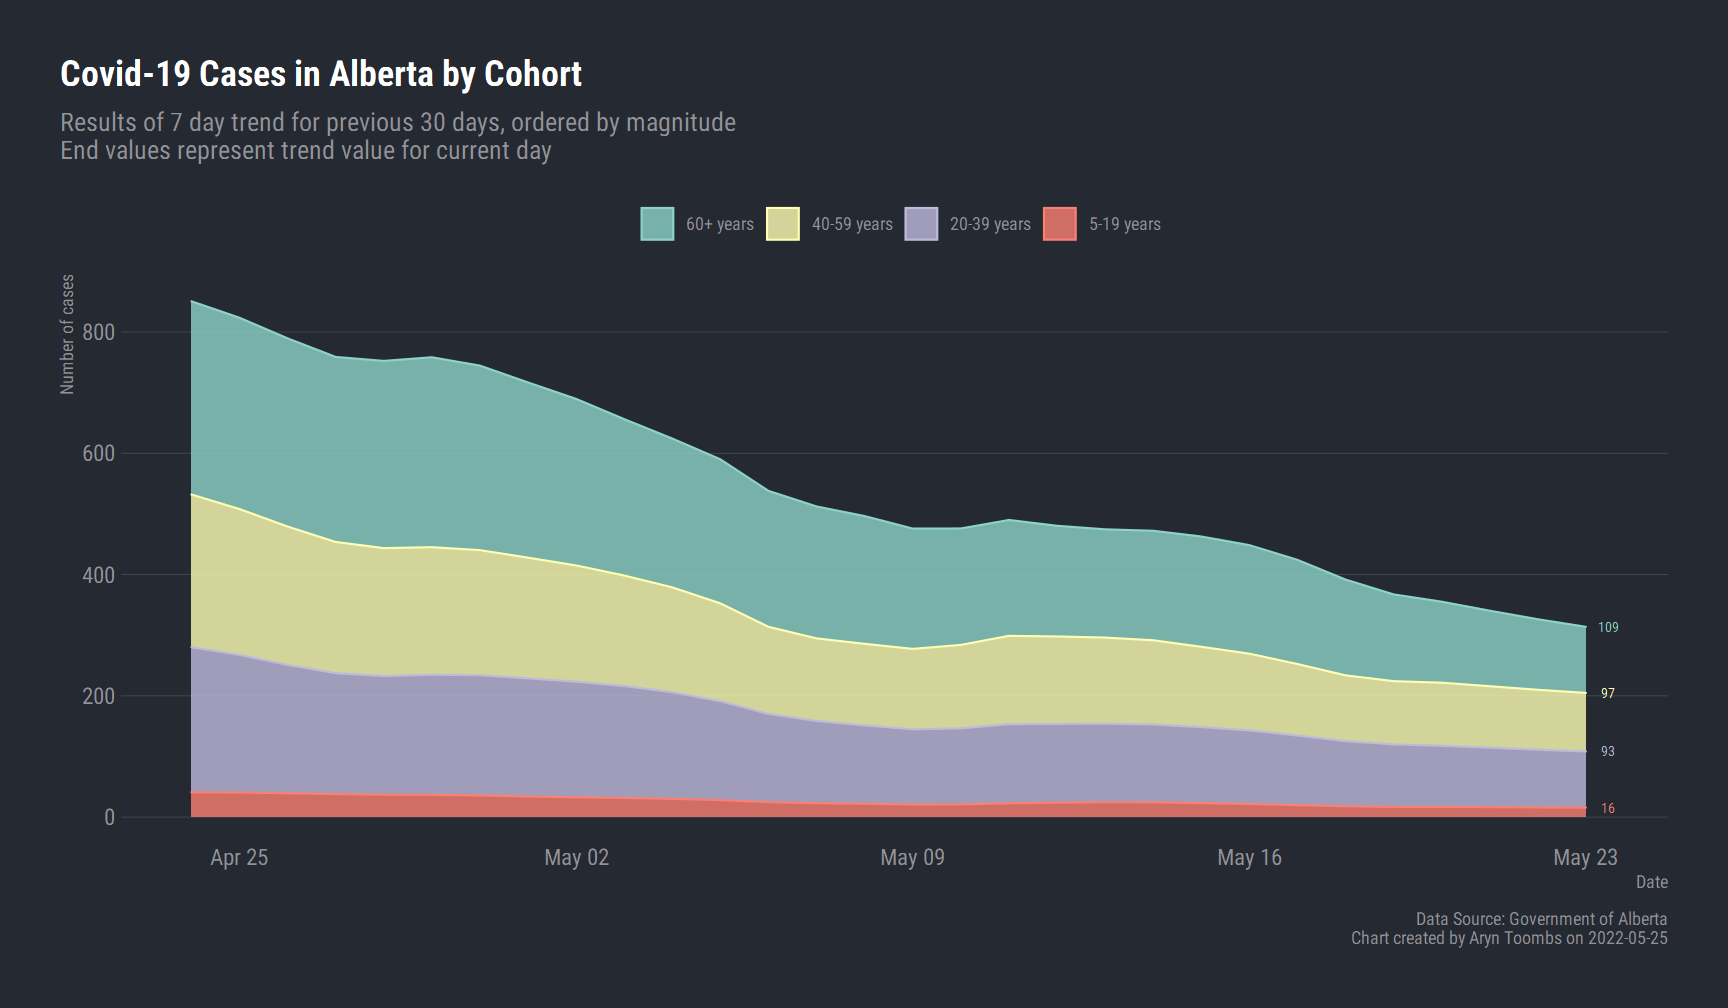 Covid-19 Cases in Alberta by Cohort
Results of 7 day trend for previous 30 days, ordered by magnitude
End values represent trend value for current day
60+ years
40-59 years
20-39 years
5-19 years
Number of cases
800
600
400
200
0
109
97
93
16
Apr 25
May 02
May 09
May 16
May 23
Date
Data Source: Government of Alberta
Chart created by Aryn Toombs on 2022-05-25